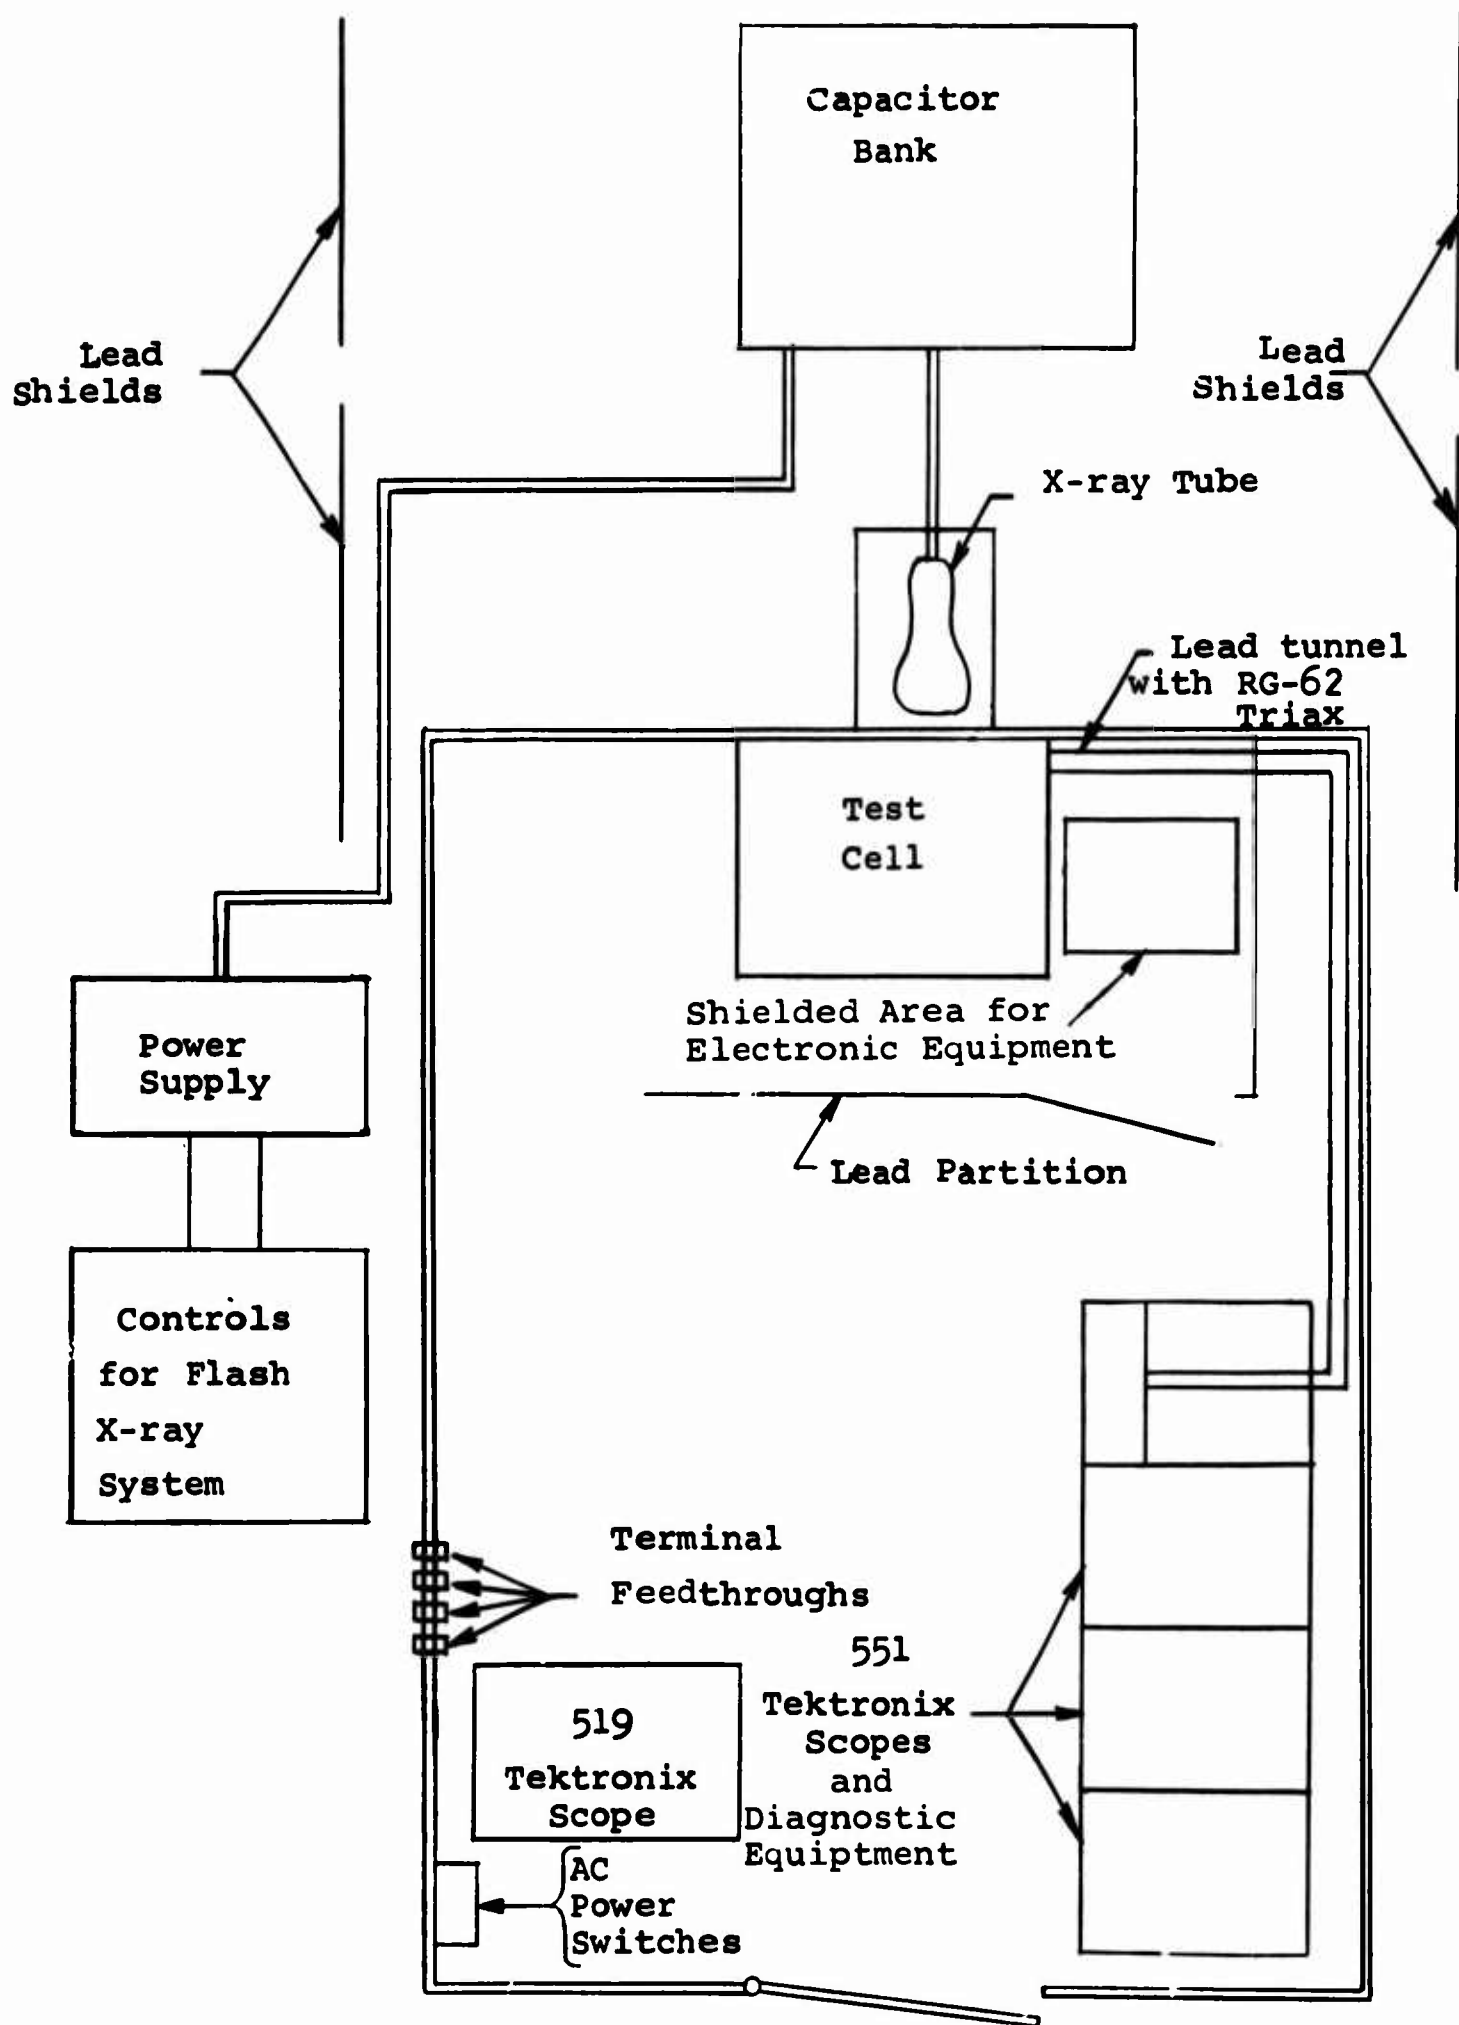 Capacitor
Bank
Lead
Shields
Lead
Shields
X-ray Tube
Lead tunnel
with RG-62
Triax
Test
Cell
Shielded Area for
Electronic Equipment
Power
Supply
Lead Partition
Controls
for Flash
X-ray
System
Terminal
Feedthroughs
551
Tektronix
Scopes
and
Diagnostic
Equiptment
519
Tektronix
Scope
AC
Power
Switches